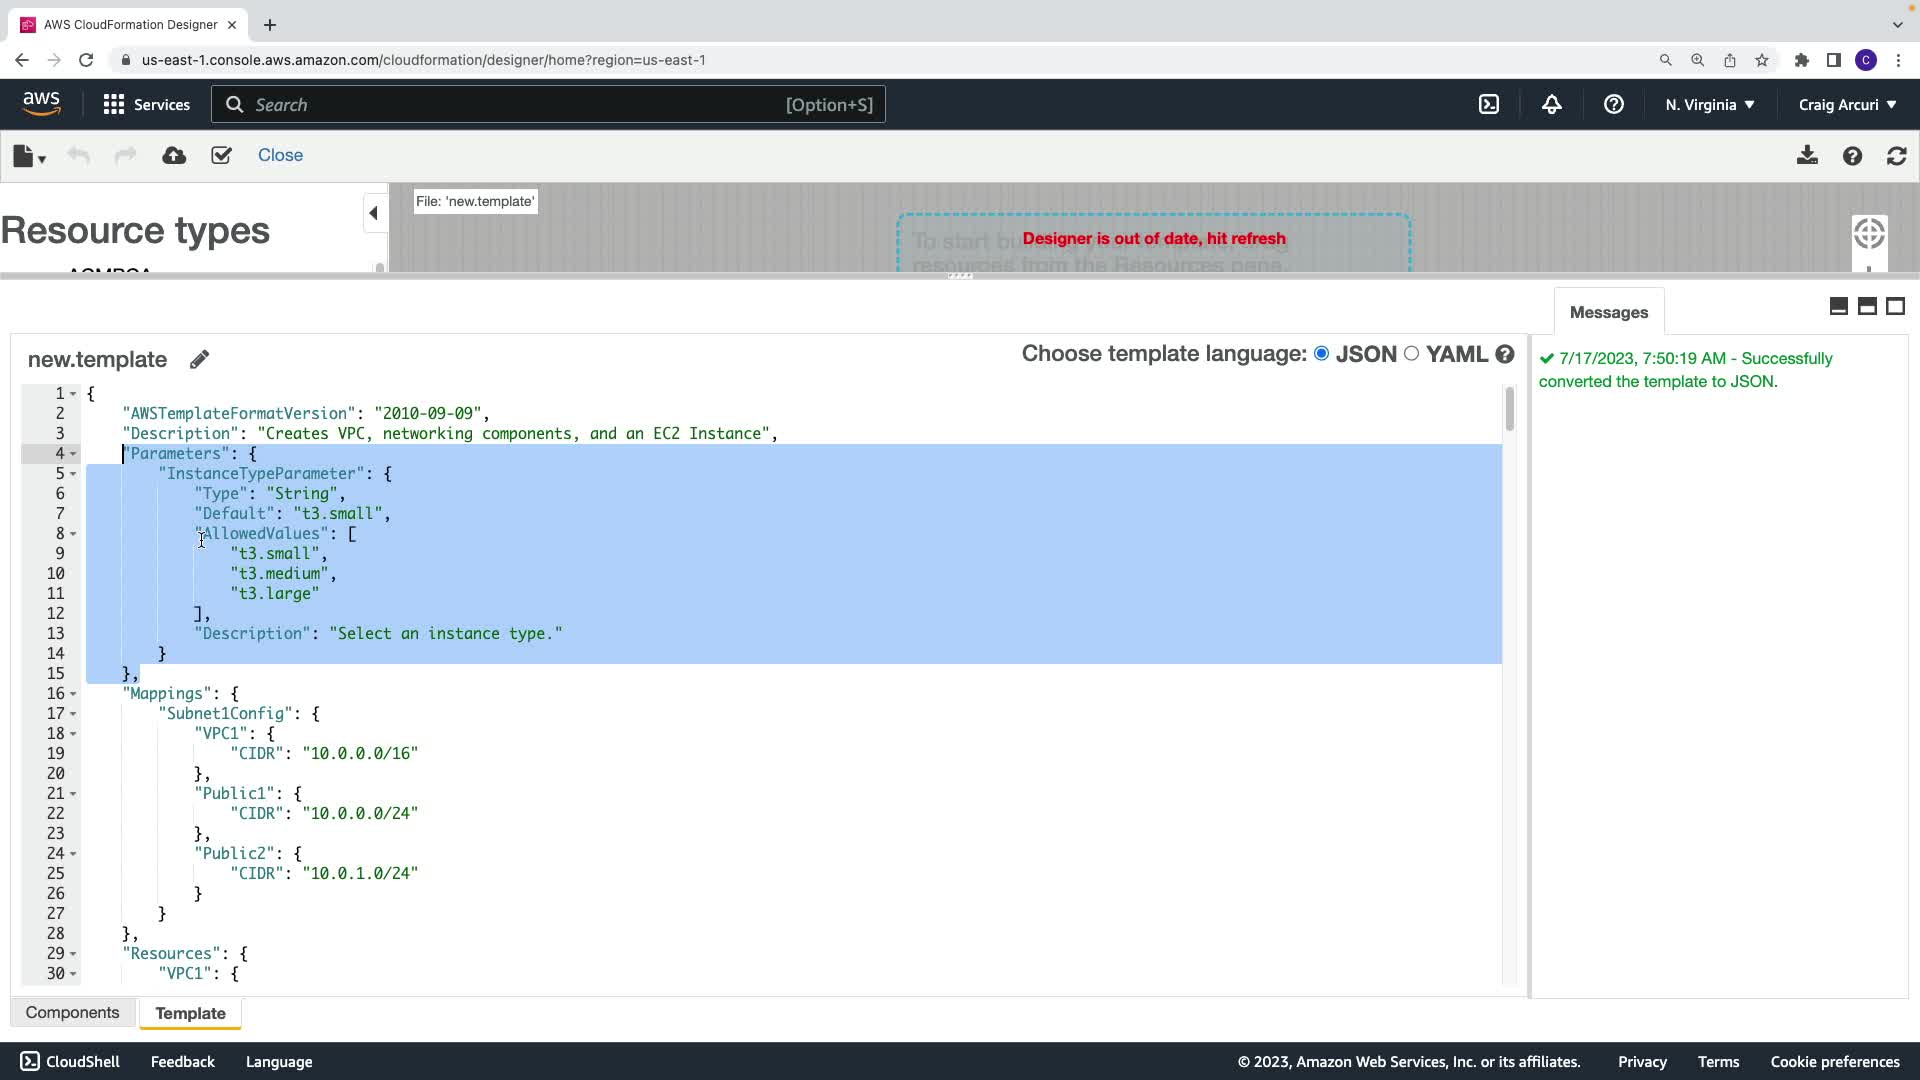 AWS CloudFormation Designer
us-east-1.console.aws.amazon.com/cloudformation/designer/home?region=us-east-1
C
aws
Services
Search
[Option+S]
N. Virginia
Craig Arcuri
Close
Resource types
File: 'new.template'
Designer is out of date, hit refresh
resources from the Resources pane.
Messages
new.template
Choose template language: JSON YAML
7/17/2023, 7:50:19 AM - Successfully
converted the template to JSON.
1 {
2 "AWSTemplateFormatVersion": "2010-09-09",
3 "Description": "Creates VPC, networking components, and an EC2 Instance",
4 "Parameters": {
5 "InstanceTypeParameter": {
6 "Type": "String",
7 "Default": "t3.small",
8 "AllowedValues": [
9 "t3.small",
10 "t3.medium",
11 "t3.large"
12 ],
13 "Description": "Select an instance type."
14 }
15 },
16 "Mappings": {
17 "Subnet1Config": {
18 "VPC1": {
19 "CIDR": "10.0.0.0/16"
20 },
21 "Public1": {
22 "CIDR": "10.0.0.0/24"
23 },
24 "Public2": {
25 "CIDR": "10.0.1.0/24"
26 }
27 }
28 },
29 "Resources": {
30 "VPC1": {
Components
Template
CloudShell
Feedback
Language
© 2023, Amazon Web Services, Inc. or its affiliates.
Privacy
Terms
Cookie preferences